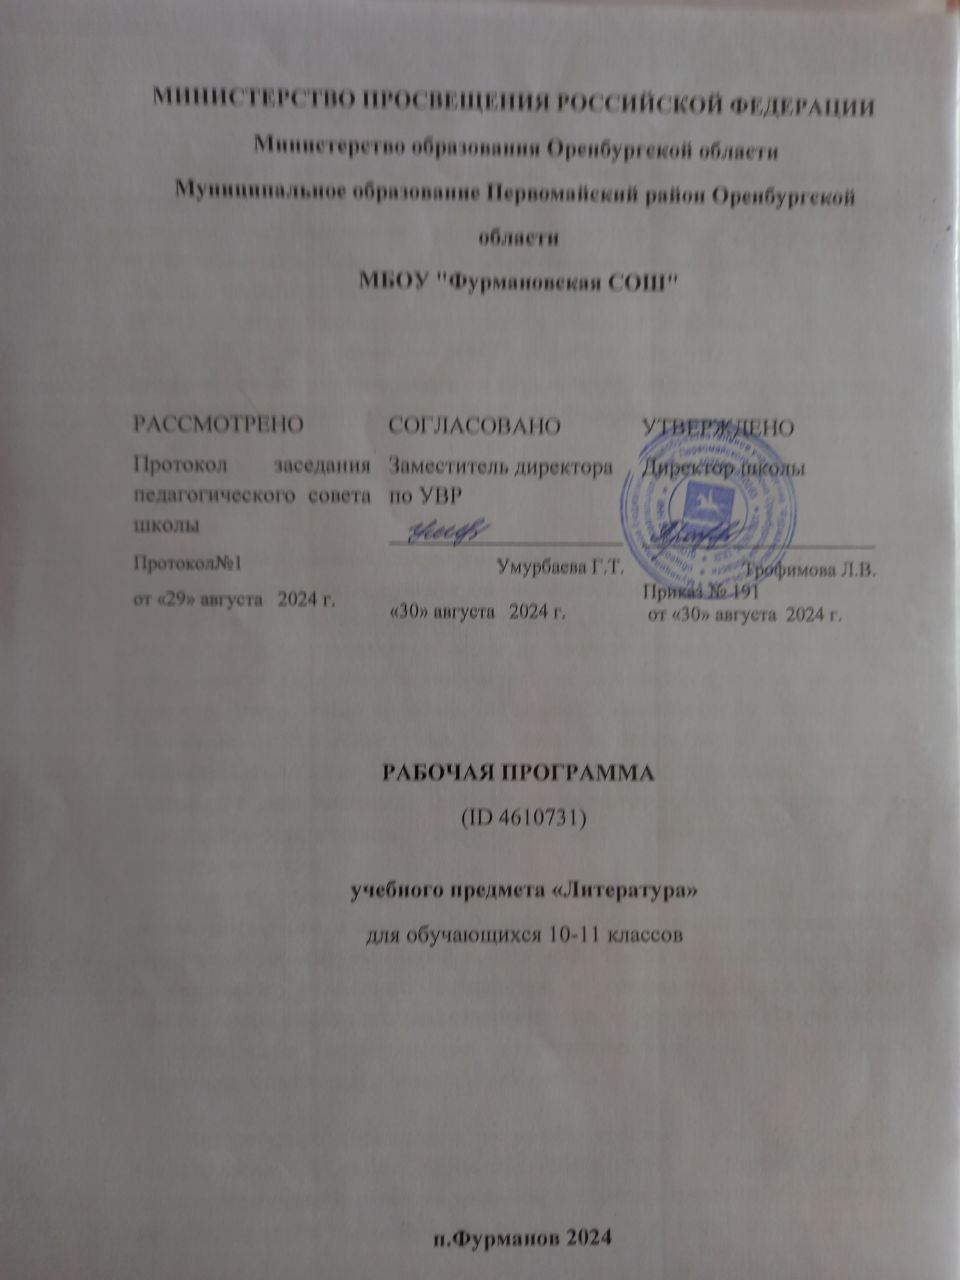 МИНИСТЕРСТВО ПРОСВЕЩЕНИЯ РОССИЙСКОЙ ФЕДЕРАЦИИ
Министерство образования Оренбургской области
Муниципальное образование Первомайский район Оренбургской
области
МБОУ "Фурмановская СОШ"
РАССМОТРЕНО
Протокол заседания
педагогического совета
школы
Протокол№1
от «29» августа 2024 г.
СОГЛАСОВАНО
Заместитель директора
по УВР
Умурбаева Г.Т.
«30» августа 2024 г.
УТВЕРЖДЕНО
Директор школы
Трофимова Л.В.
Приказ № 191
от «30» августа 2024 г.
РАБОЧАЯ ПРОГРАММА
(ID 4610731)
учебного предмета «Литература»
для обучающихся 10-11 классов
п.Фурманов 2024